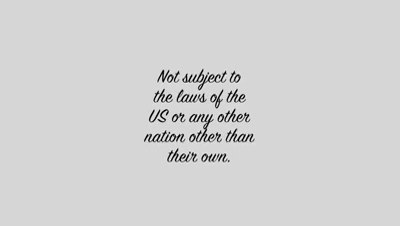 Not subject to
the laws of the
US or any other
nation other than
their own.